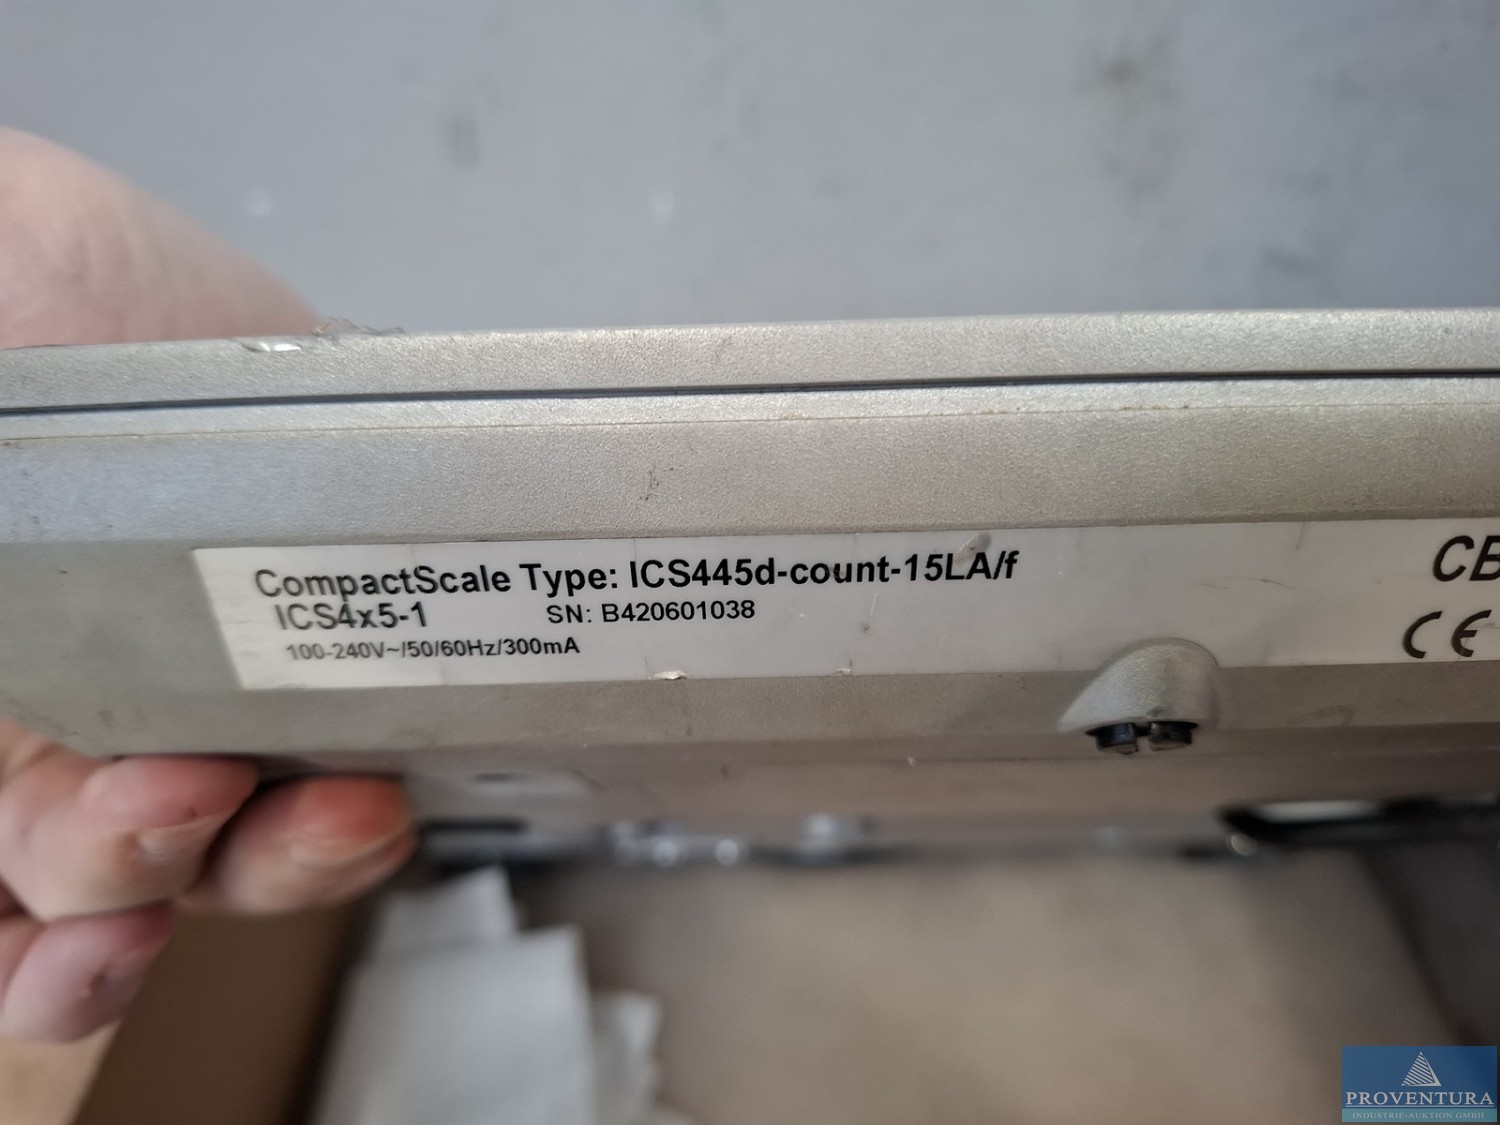 CompactScale Type: ICS445d-count-15LA/f
ICS4x5-1 SN: B420601038
100-240V~/50/60Hz/300mA
CE
PROVENTURA
INDUSTRIE-AUKTION GMBH